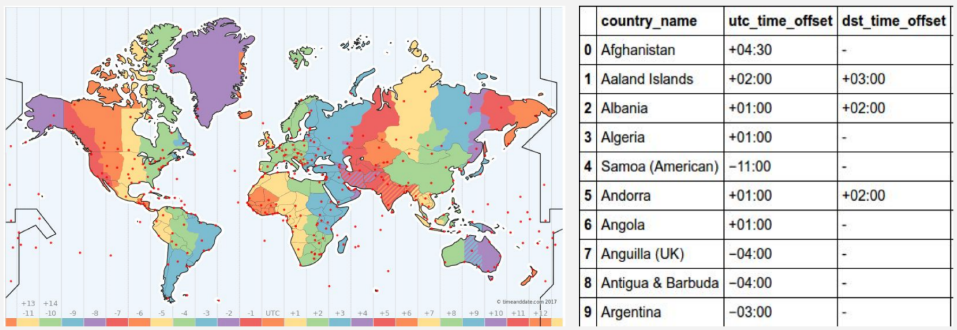 +13 +14
-11 -10 -9 -8 -7 -6 -5 -4 -3 -2 -1 UTC +1 +2 +3 +4 +5 +6 +7 +8 +9 +10 +11 +12
© timeanddate.com 2017
country_name utc_time_offset dst_time_offset
0 Afghanistan +04:30 -
1 Aaland Islands +02:00 +03:00
2 Albania +01:00 +02:00
3 Algeria +01:00 -
4 Samoa (American) −11:00 -
5 Andorra +01:00 +02:00
6 Angola +01:00 -
7 Anguilla (UK) −04:00 -
8 Antigua & Barbuda −04:00 -
9 Argentina −03:00 -